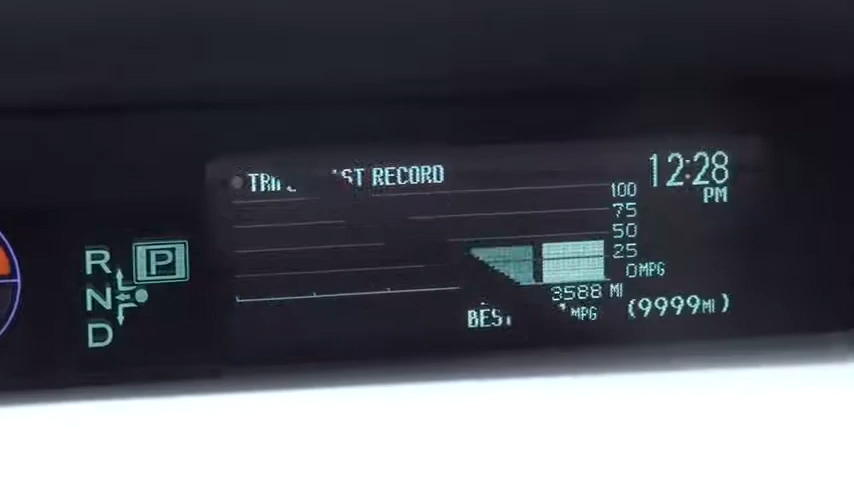 RECORD
12:28
PM
100
75
50
25
0MPG
R
P
N
D
3588 MI
MPG
(9999MI)